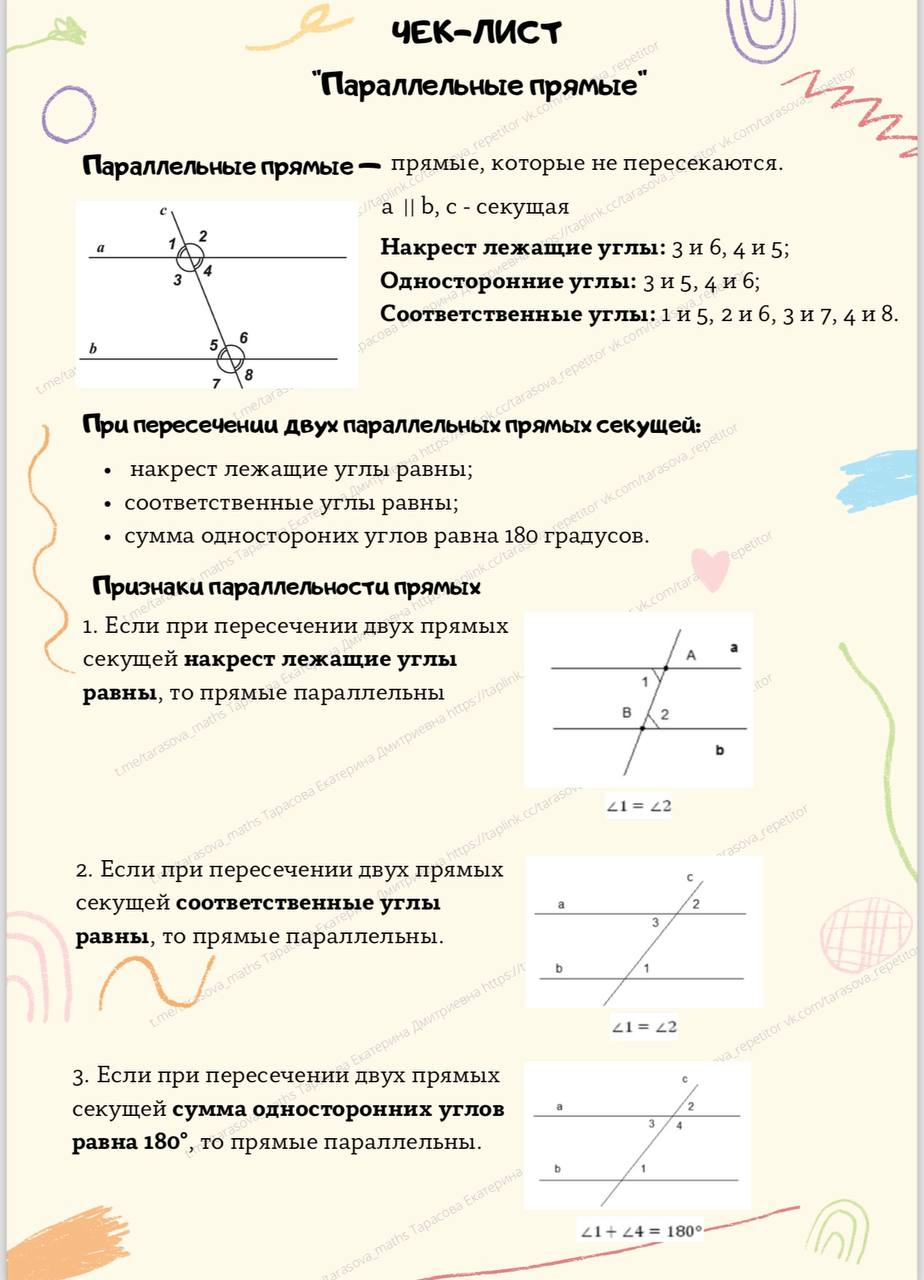 ЧЕК-ЛИСТ
"Параллельные прямые"
Параллельные прямые — прямые, которые не пересекаются.
a || b, c - секущая
Накрест лежащие углы: 3 и 6, 4 и 5;
Односторонние углы: 3 и 5, 4 и 6;
Соответственные углы: 1 и 5, 2 и 6, 3 и 7, 4 и 8.
c
1 2
a
3 4
b
5 6
7 8
При пересечении двух параллельных прямых секущей:
• накрест лежащие углы равны;
• соответственные углы равны;
• сумма одностороних углов равна 180 градусов.
Признаки параллельности прямых
1. Если при пересечении двух прямых
секущей накрест лежащие углы
равны, то прямые параллельны
A a
1
B 2
b
∠1 = ∠2
2. Если при пересечении двух прямых
секущей соответственные углы
равны, то прямые параллельны.
c
a 2
3
b 1
∠1 = ∠2
3. Если при пересечении двух прямых
секущей сумма односторонних углов
равна 180°, то прямые параллельны.
c
a 2
3 4
b 1
∠1 + ∠4 = 180°
t.me/tarasova_maths Тарасова Екатерина Дмитриевна https://taplink.cc/tarasova_repetitor vk.com/tarasova_repetitor